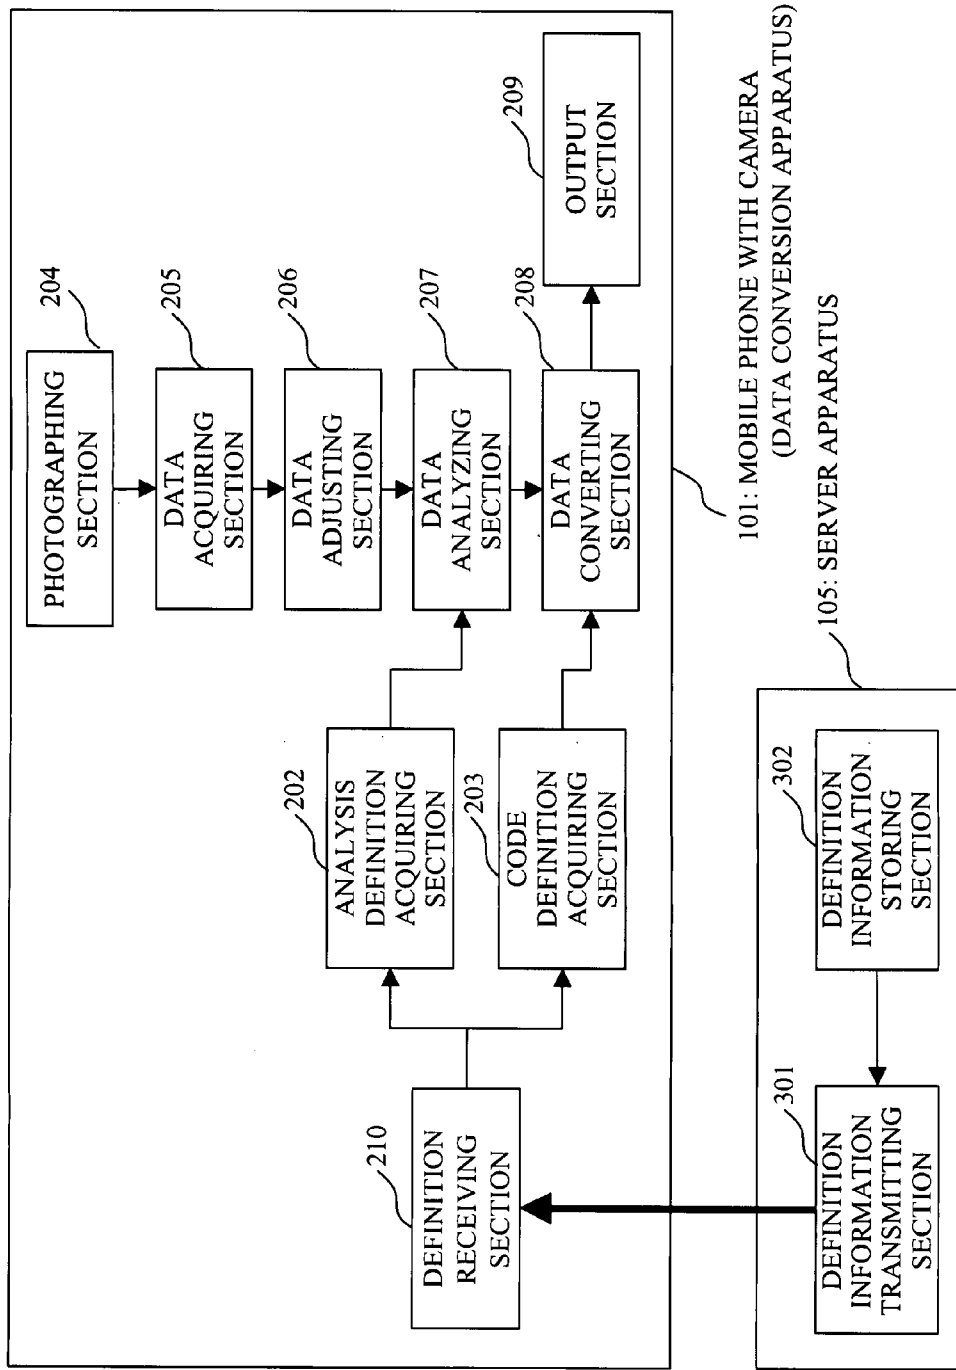 204
PHOTOGRAPHING
SECTION
205
DATA
ACQUIRING
SECTION
206
DATA
ADJUSTING
SECTION
207
DATA
ANALYZING
SECTION
208
DATA
CONVERTING
SECTION
209
OUTPUT
SECTION
202
ANALYSIS
DEFINITION
ACQUIRING
SECTION
203
CODE
DEFINITION
ACQUIRING
SECTION
210
DEFINITION
RECEIVING
SECTION
101: MOBILE PHONE WITH CAMERA
(DATA CONVERSION APPARATUS)
105: SERVER APPARATUS
302
DEFINITION
INFORMATION
STORING
SECTION
301
DEFINITION
INFORMATION
TRANSMITTING
SECTION